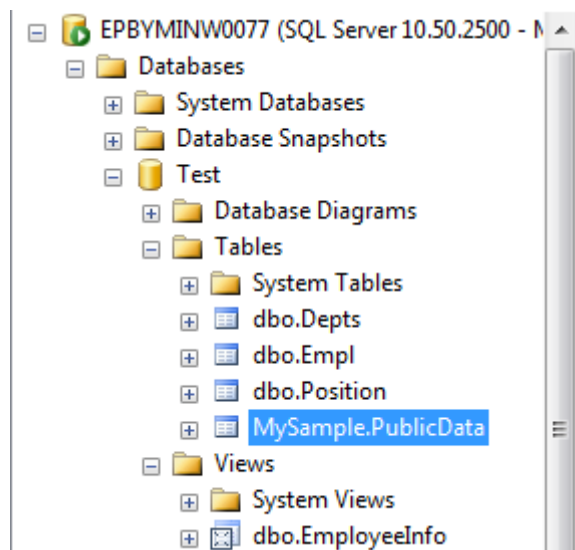 EPBYMINW0077 (SQL Server 10.50.2500 -
Databases
System Databases
Database Snapshots
Test
Database Diagrams
Tables
System Tables
dbo.Depts
dbo.Empl
dbo.Position
MySample.PublicData
Views
System Views
dbo.EmployeeInfo